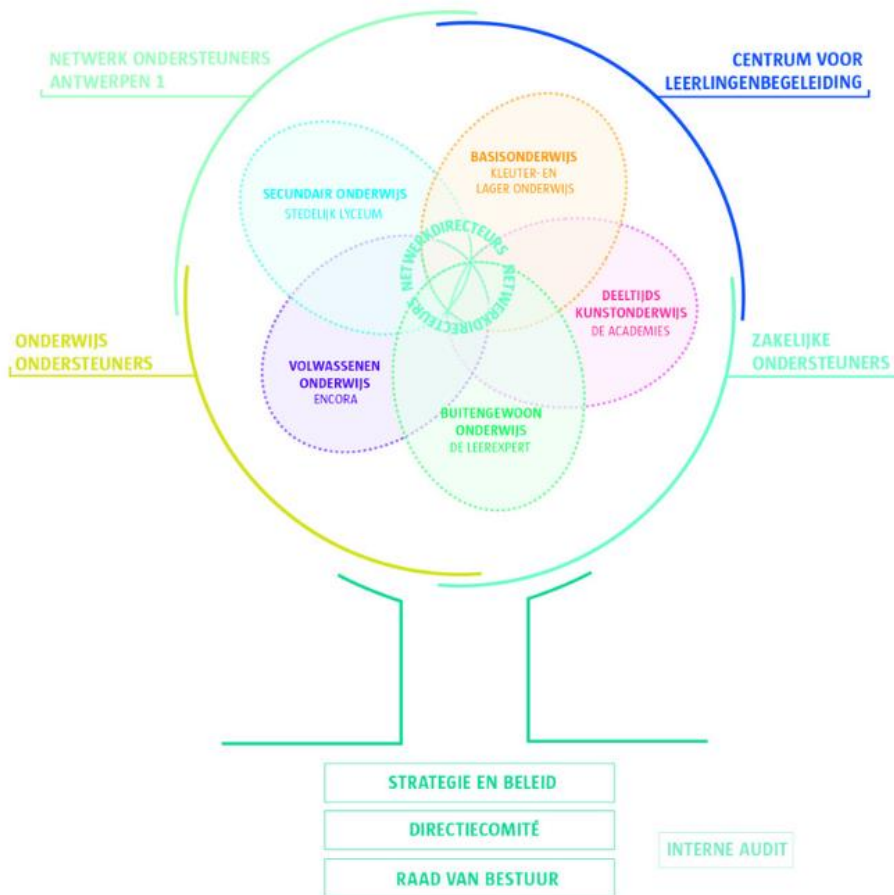 NETWERK ONDERSTEUNERS
ANTWERPEN 1
CENTRUM VOOR
LEERLINGENBEGELEIDING
BASISONDERWIJS
KLEUTER- EN
LAGER ONDERWIJS
SECUNDAIR ONDERWIJS
STEDELIJK LYCEUM
NETWERKDIRECTEURS
NETWERKDIRECTEURS
DEELTIJDS
KUNSTONDERWIJS
DE ACADEMIES
ONDERWIJS
ONDERSTEUNERS
ZAKELIJKE
ONDERSTEUNERS
VOLWASSENEN
ONDERWIJS
ENCORA
BUITENGEWOON
ONDERWIJS
DE LEEREXPERT
STRATEGIE EN BELEID
DIRECTIECOMITÉ
INTERNE AUDIT
RAAD VAN BESTUUR